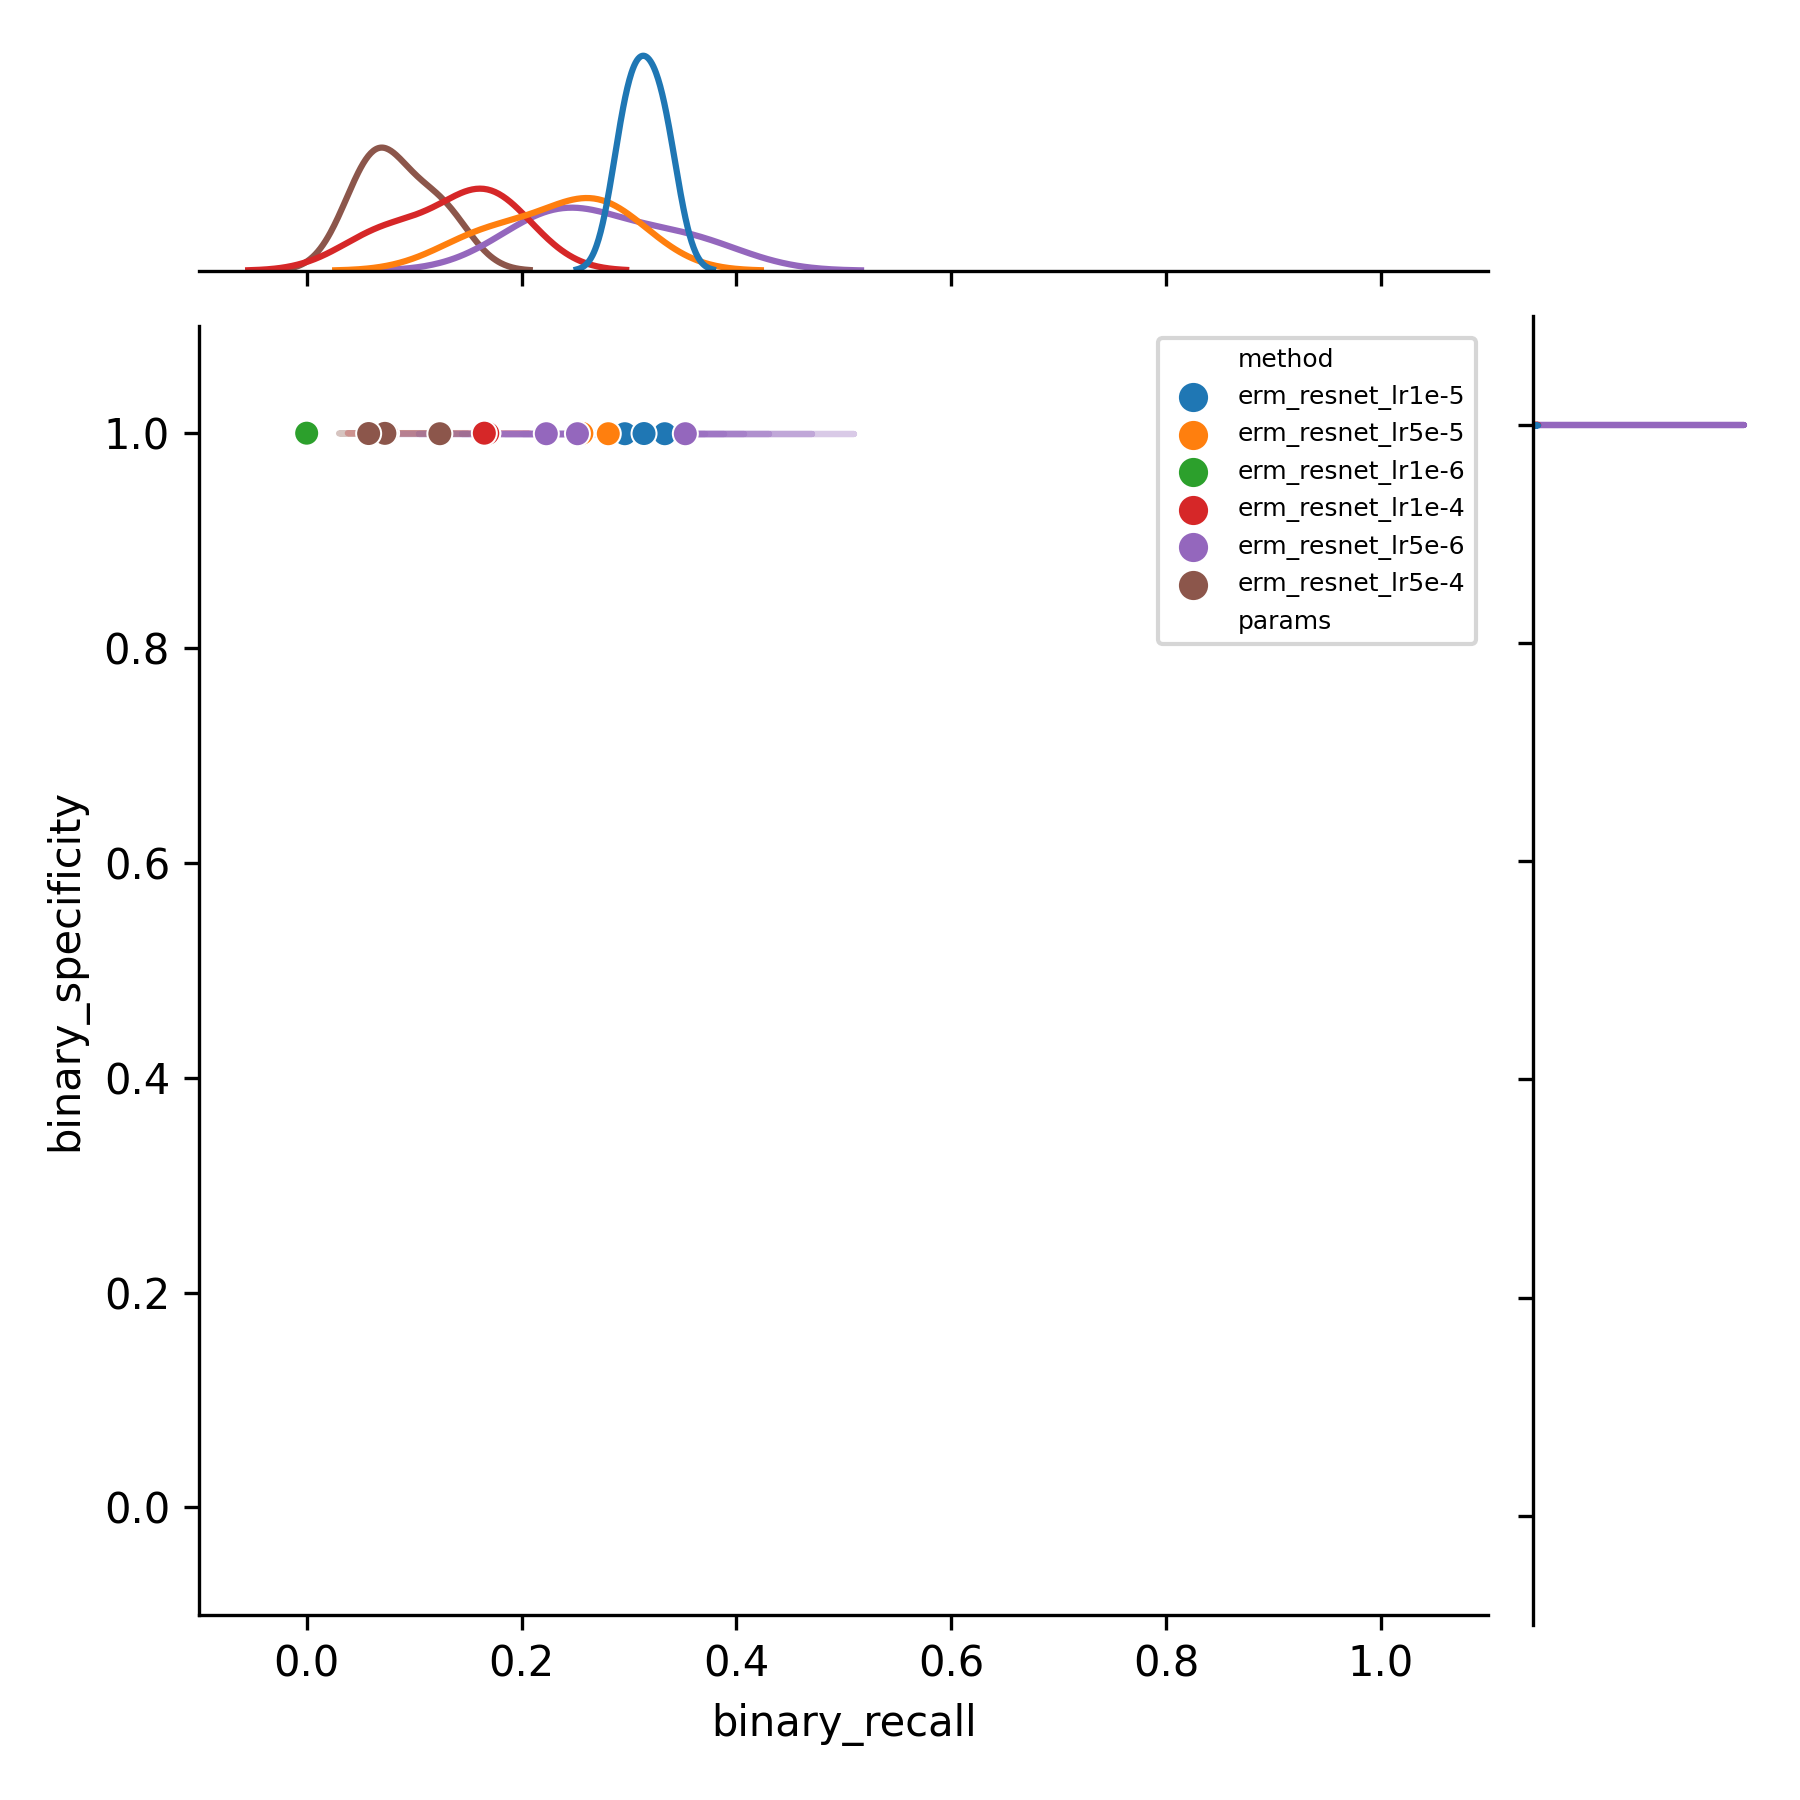 method
erm_resnet_lr1e-5
erm_resnet_lr5e-5
erm_resnet_lr1e-6
erm_resnet_lr1e-4
erm_resnet_lr5e-6
erm_resnet_lr5e-4
params
binary_specificity
1.0
0.8
0.6
0.4
0.2
0.0
0.0 0.2 0.4 0.6 0.8 1.0
binary_recall